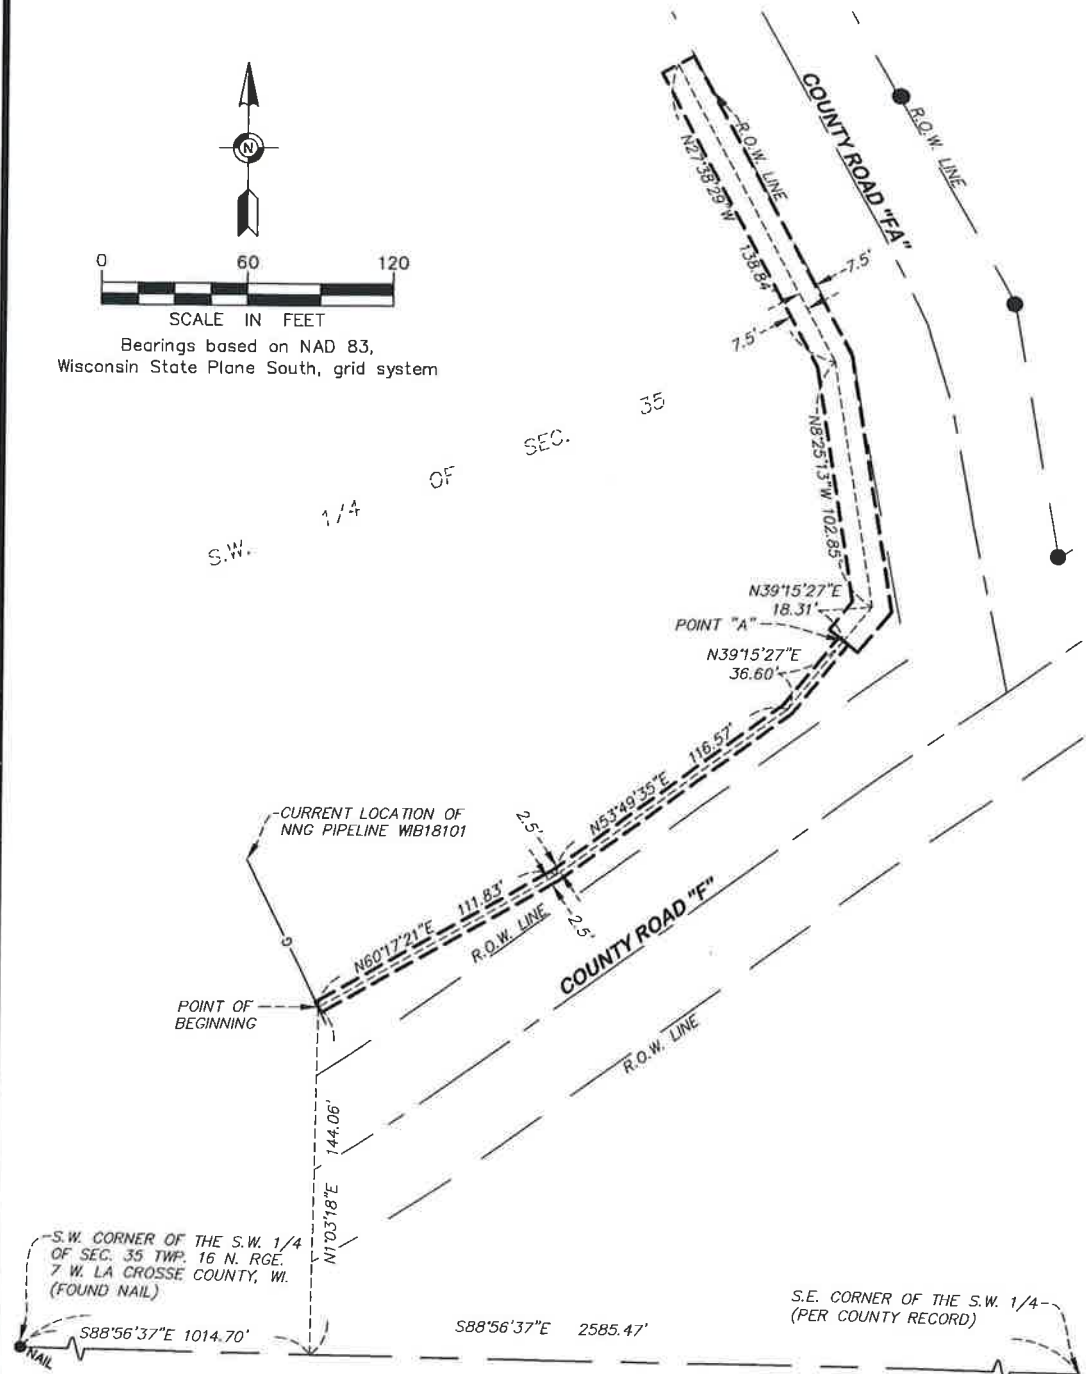 N
0 60 120
SCALE IN FEET
Bearings based on NAD 83,
Wisconsin State Plane South, grid system
COUNTY ROAD "FA"
R.O.W. LINE
R.O.W. LINE
N27°38'29"W 138.84'
7.5'
7.5'
S.W. 1/4 OF SEC. 35
N8°25'13"W 102.85'
N39°15'27"E
18.31'
POINT "A"
N39°15'27"E
36.60'
N53°49'35"E 116.57'
CURRENT LOCATION OF
NNG PIPELINE WIB18101
2.5'
2.5'
G
N60°17'21"E 111.83'
R.O.W. LINE
COUNTY ROAD "F"
POINT OF
BEGINNING
R.O.W. LINE
N1°03'18"E 144.06'
S.W. CORNER OF THE S.W. 1/4
OF SEC. 35 TWP. 16 N. RGE.
7 W. LA CROSSE COUNTY, WI.
(FOUND NAIL)
S.E. CORNER OF THE S.W. 1/4
(PER COUNTY RECORD)
S88°56'37"E 1014.70'
S88°56'37"E 2585.47'
NAIL